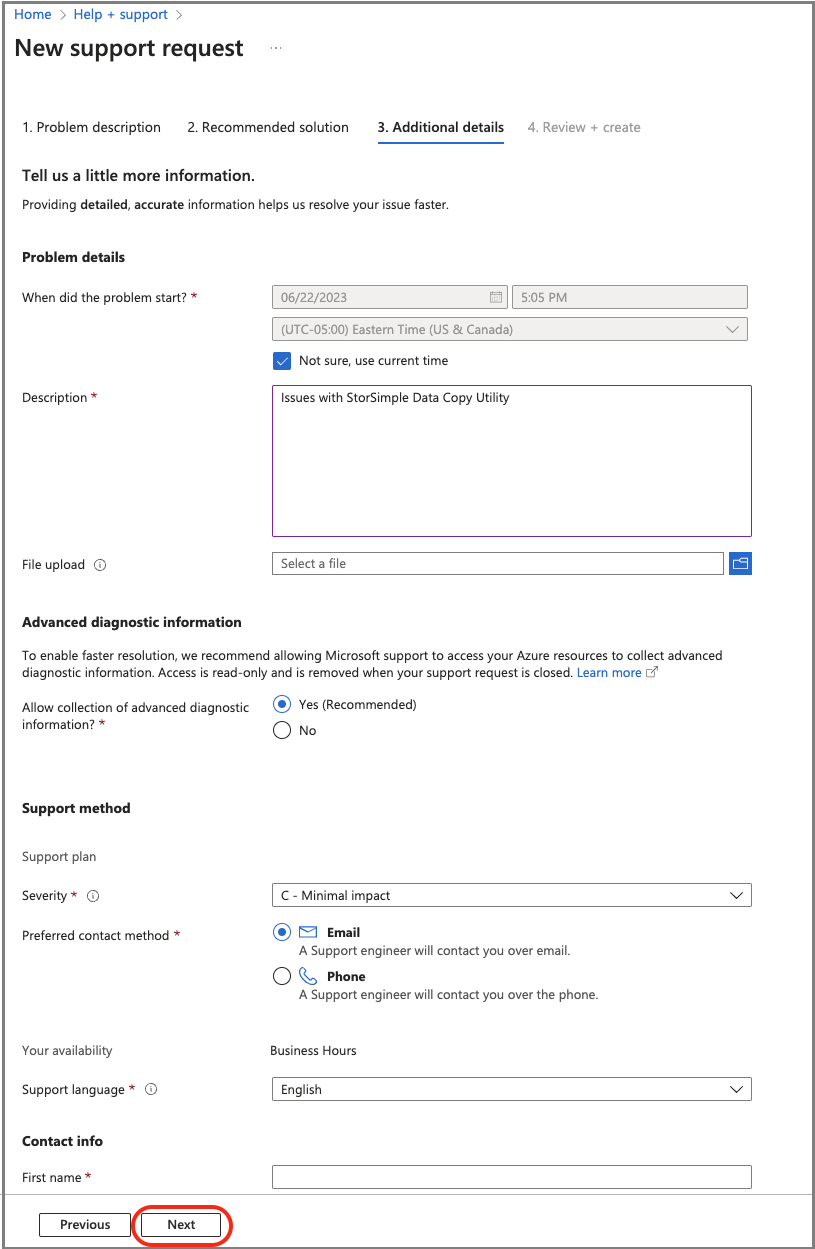 Home > Help + support >
New support request ...
1. Problem description 2. Recommended solution 3. Additional details 4. Review + create
Tell us a little more information.
Providing detailed, accurate information helps us resolve your issue faster.
Problem details
When did the problem start? * 06/22/2023 5:05 PM
(UTC-05:00) Eastern Time (US & Canada)
Not sure, use current time
Description * Issues with StorSimple Data Copy Utility
File upload Select a file
Advanced diagnostic information
To enable faster resolution, we recommend allowing Microsoft support to access your Azure resources to collect advanced
diagnostic information. Access is read-only and is removed when your support request is closed. Learn more
Allow collection of advanced diagnostic
information? *
Yes (Recommended)
No
Support method
Support plan
Severity * C - Minimal impact
Preferred contact method * Email
A Support engineer will contact you over email.
Phone
A Support engineer will contact you over the phone.
Your availability Business Hours
Support language * English
Contact info
First name *
Previous Next